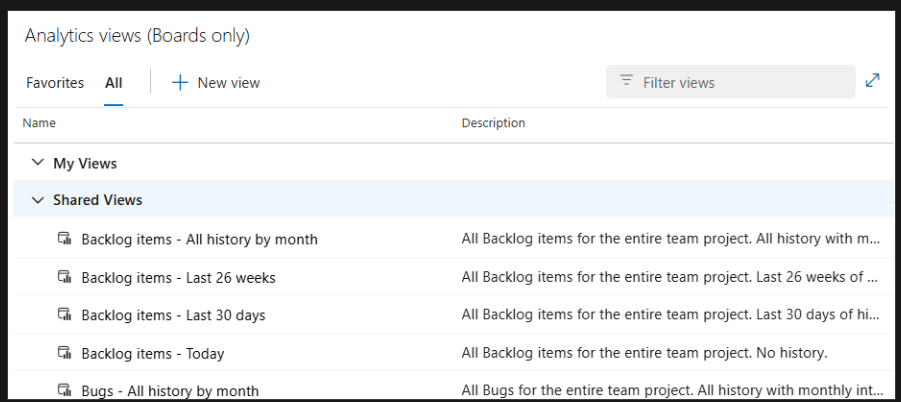 Analytics views (Boards only)
Favorites All New view Filter views
Name Description
My Views
Shared Views
Backlog items - All history by month All Backlog items for the entire team project. All history with m...
Backlog items - Last 26 weeks All Backlog items for the entire team project. Last 26 weeks of ...
Backlog items - Last 30 days All Backlog items for the entire team project. Last 30 days of hi...
Backlog items - Today All Backlog items for the entire team project. No history.
Bugs - All history by month All Bugs for the entire team project. All history with monthly int...